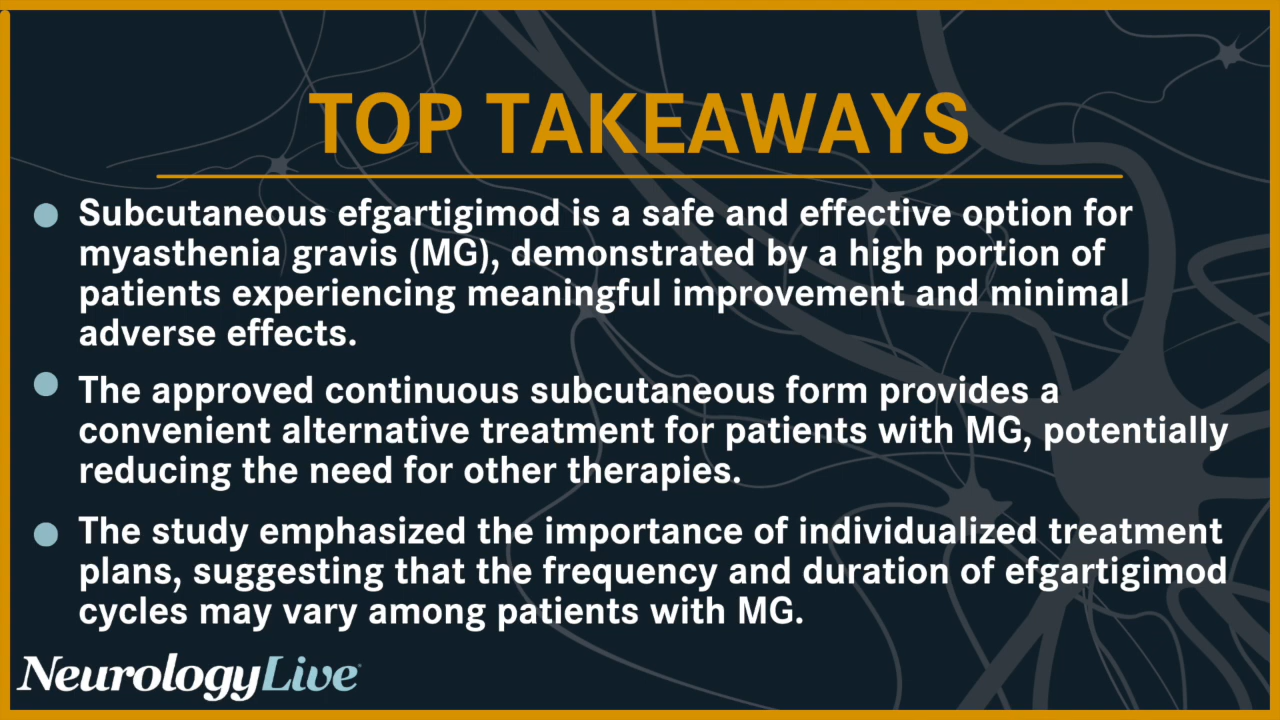 TOP TAKEAWAYS
Subcutaneous efgartigimod is a safe and effective option for
myasthenia gravis (MG), demonstrated by a high portion of
patients experiencing meaningful improvement and minimal
adverse effects.
The approved continuous subcutaneous form provides a
convenient alternative treatment for patients with MG, potentially
reducing the need for other therapies.
The study emphasized the importance of individualized treatment
plans, suggesting that the frequency and duration of efgartigimod
cycles may vary among patients with MG.
NeurologyLive